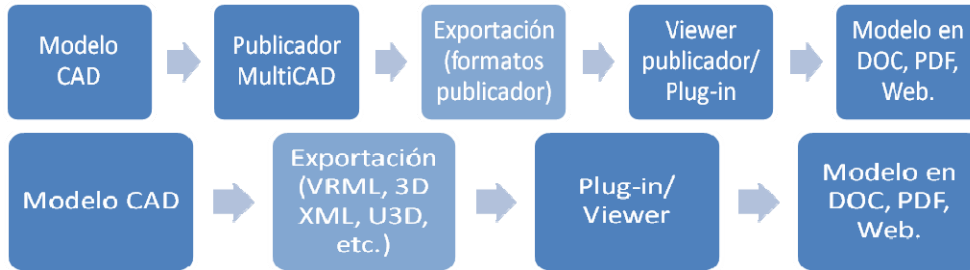 Modelo
CAD
Publicador
MultiCAD
Exportación
(formatos
publicador)
Viewer
publicador/
Plug-in
Modelo en
DOC, PDF,
Web.
Modelo CAD
Exportación
(VRML, 3D
XML, U3D,
etc.)
Plug-in/
Viewer
Modelo en
DOC, PDF,
Web.